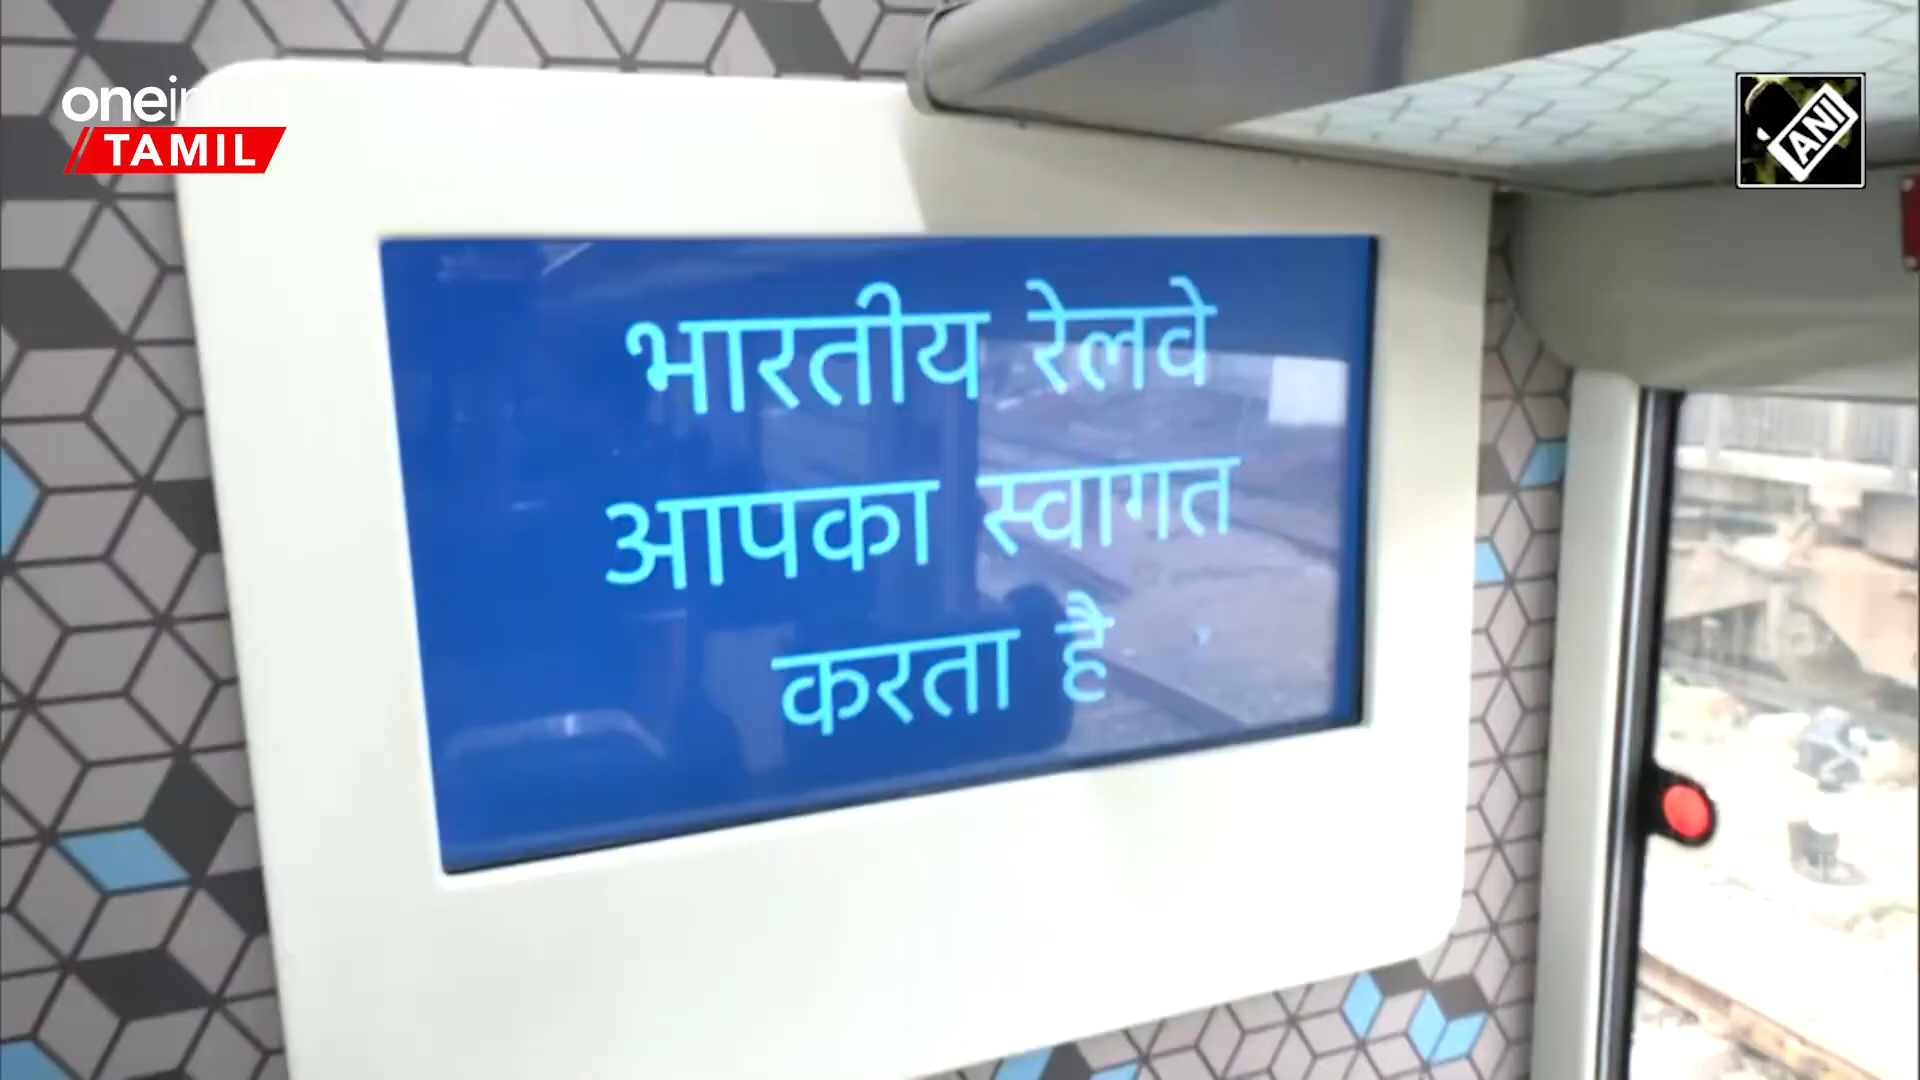 oneindia
TAMIL
ANI
भारतीय रेलवे
आपका स्वागत
करता है